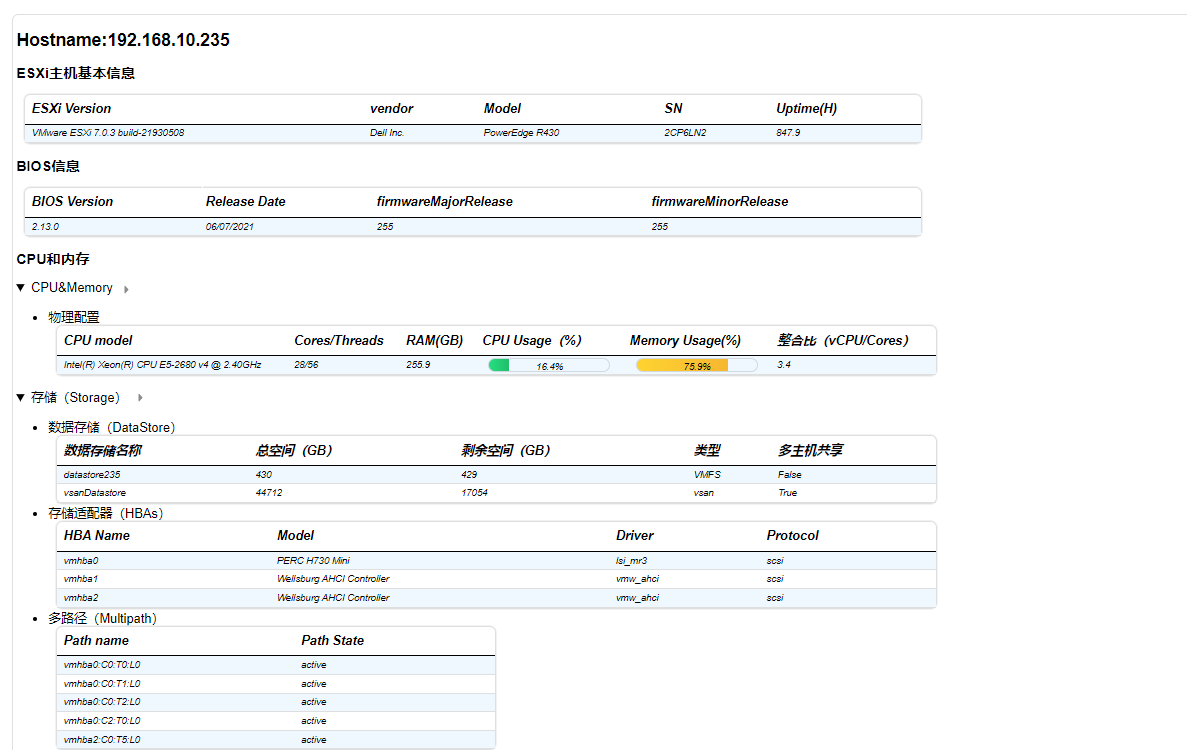 Hostname:192.168.10.235
ESXi主机基本信息
ESXi Version vendor Model SN Uptime(H)
VMware ESXi 7.0.3 build-21930508 Dell Inc. PowerEdge R430 2CP6LN2 847.9
BIOS信息
BIOS Version Release Date firmwareMajorRelease firmwareMinorRelease
2.13.0 06/07/2021 255 255
CPU和内存
▼ CPU&Memory
• 物理配置
CPU model Cores/Threads RAM(GB) CPU Usage（%） Memory Usage(%) 整合比（vCPU/Cores）
Intel(R) Xeon(R) CPU E5-2680 v4 @ 2.40GHz 28/56 255.9 16.4% 75.9% 3.4
▼ 存储（Storage）
• 数据存储（DataStore）
数据存储名称 总空间（GB） 剩余空间（GB） 类型 多主机共享
datastore235 430 429 VMFS False
vsanDatastore 44712 17054 vsan True
• 存储适配器（HBAs）
HBA Name Model Driver Protocol
vmhba0 PERC H730 Mini lsi_mr3 scsi
vmhba1 Wellsburg AHCI Controller vmw_ahci scsi
vmhba2 Wellsburg AHCI Controller vmw_ahci scsi
• 多路径（Multipath）
Path name Path State
vmhba0:C0:T0:L0 active
vmhba0:C0:T1:L0 active
vmhba0:C0:T2:L0 active
vmhba0:C2:T0:L0 active
vmhba2:C0:T5:L0 active